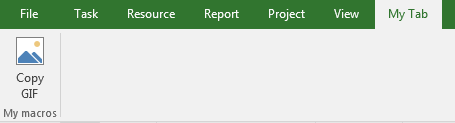 File Task Resource Report Project View My Tab
Copy
GIF
My macros